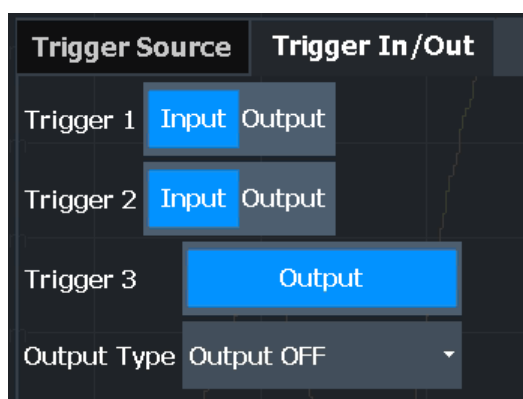 Trigger Source Trigger In/Out
Trigger 1 Input Output
Trigger 2 Input Output
Trigger 3 Output
Output Type Output OFF